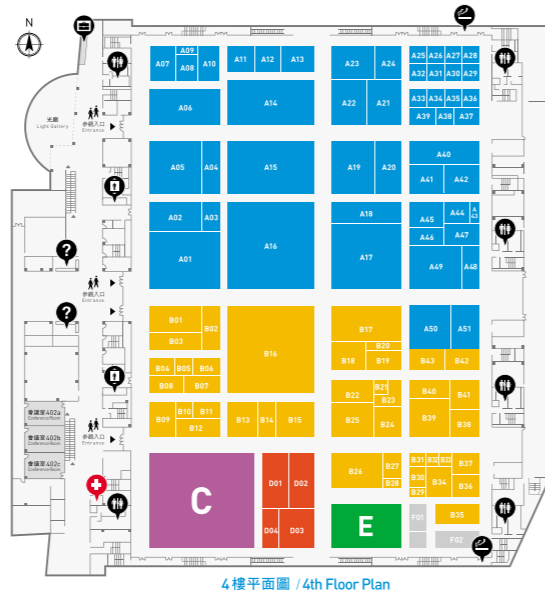 N
光廊
Light Gallery
參觀入口
Entrance
A07
A09
A08
A10
A11
A12
A13
A23
A24
A25
A26
A27
A28
A32
A31
A30
A29
A06
A14
A22
A21
A33
A34
A35
A36
A39
A38
A37
A05
A04
A15
A19
A20
A40
A41
A42
A02
A03
A01
A16
A18
A17
A45
A44
A43
A46
A47
A49
A48
?
參觀入口
Entrance
?
B01
B02
B03
B16
B17
B20
B18
B19
A50
A51
B43
B42
B04
B05
B06
B08
B07
B22
B21
B23
B25
B24
B40
B41
B39
B38
B09
B10
B11
B12
B13
B14
B15
參觀入口
Entrance
會議室402a
Conference Room
會議室402b
Conference Room
會議室402c
Conference Room
C
D01
D02
D04
D03
B26
B27
B28
B31
B32
B33
B37
B30
B34
B36
B29
E
F01
B35
F02
4樓平面圖 / 4th Floor Plan